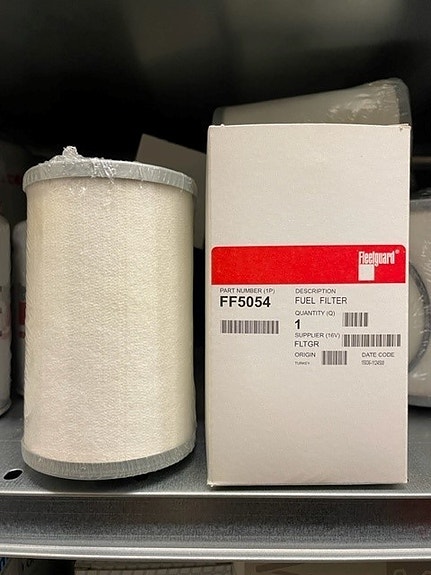 Fleetguard®
PART NUMBER (1P)
FF5054
DESCRIPTION
FUEL FILTER
QUANTITY (Q)
1
SUPPLIER (16V)
FLTGR
ORIGIN
DATE CODE